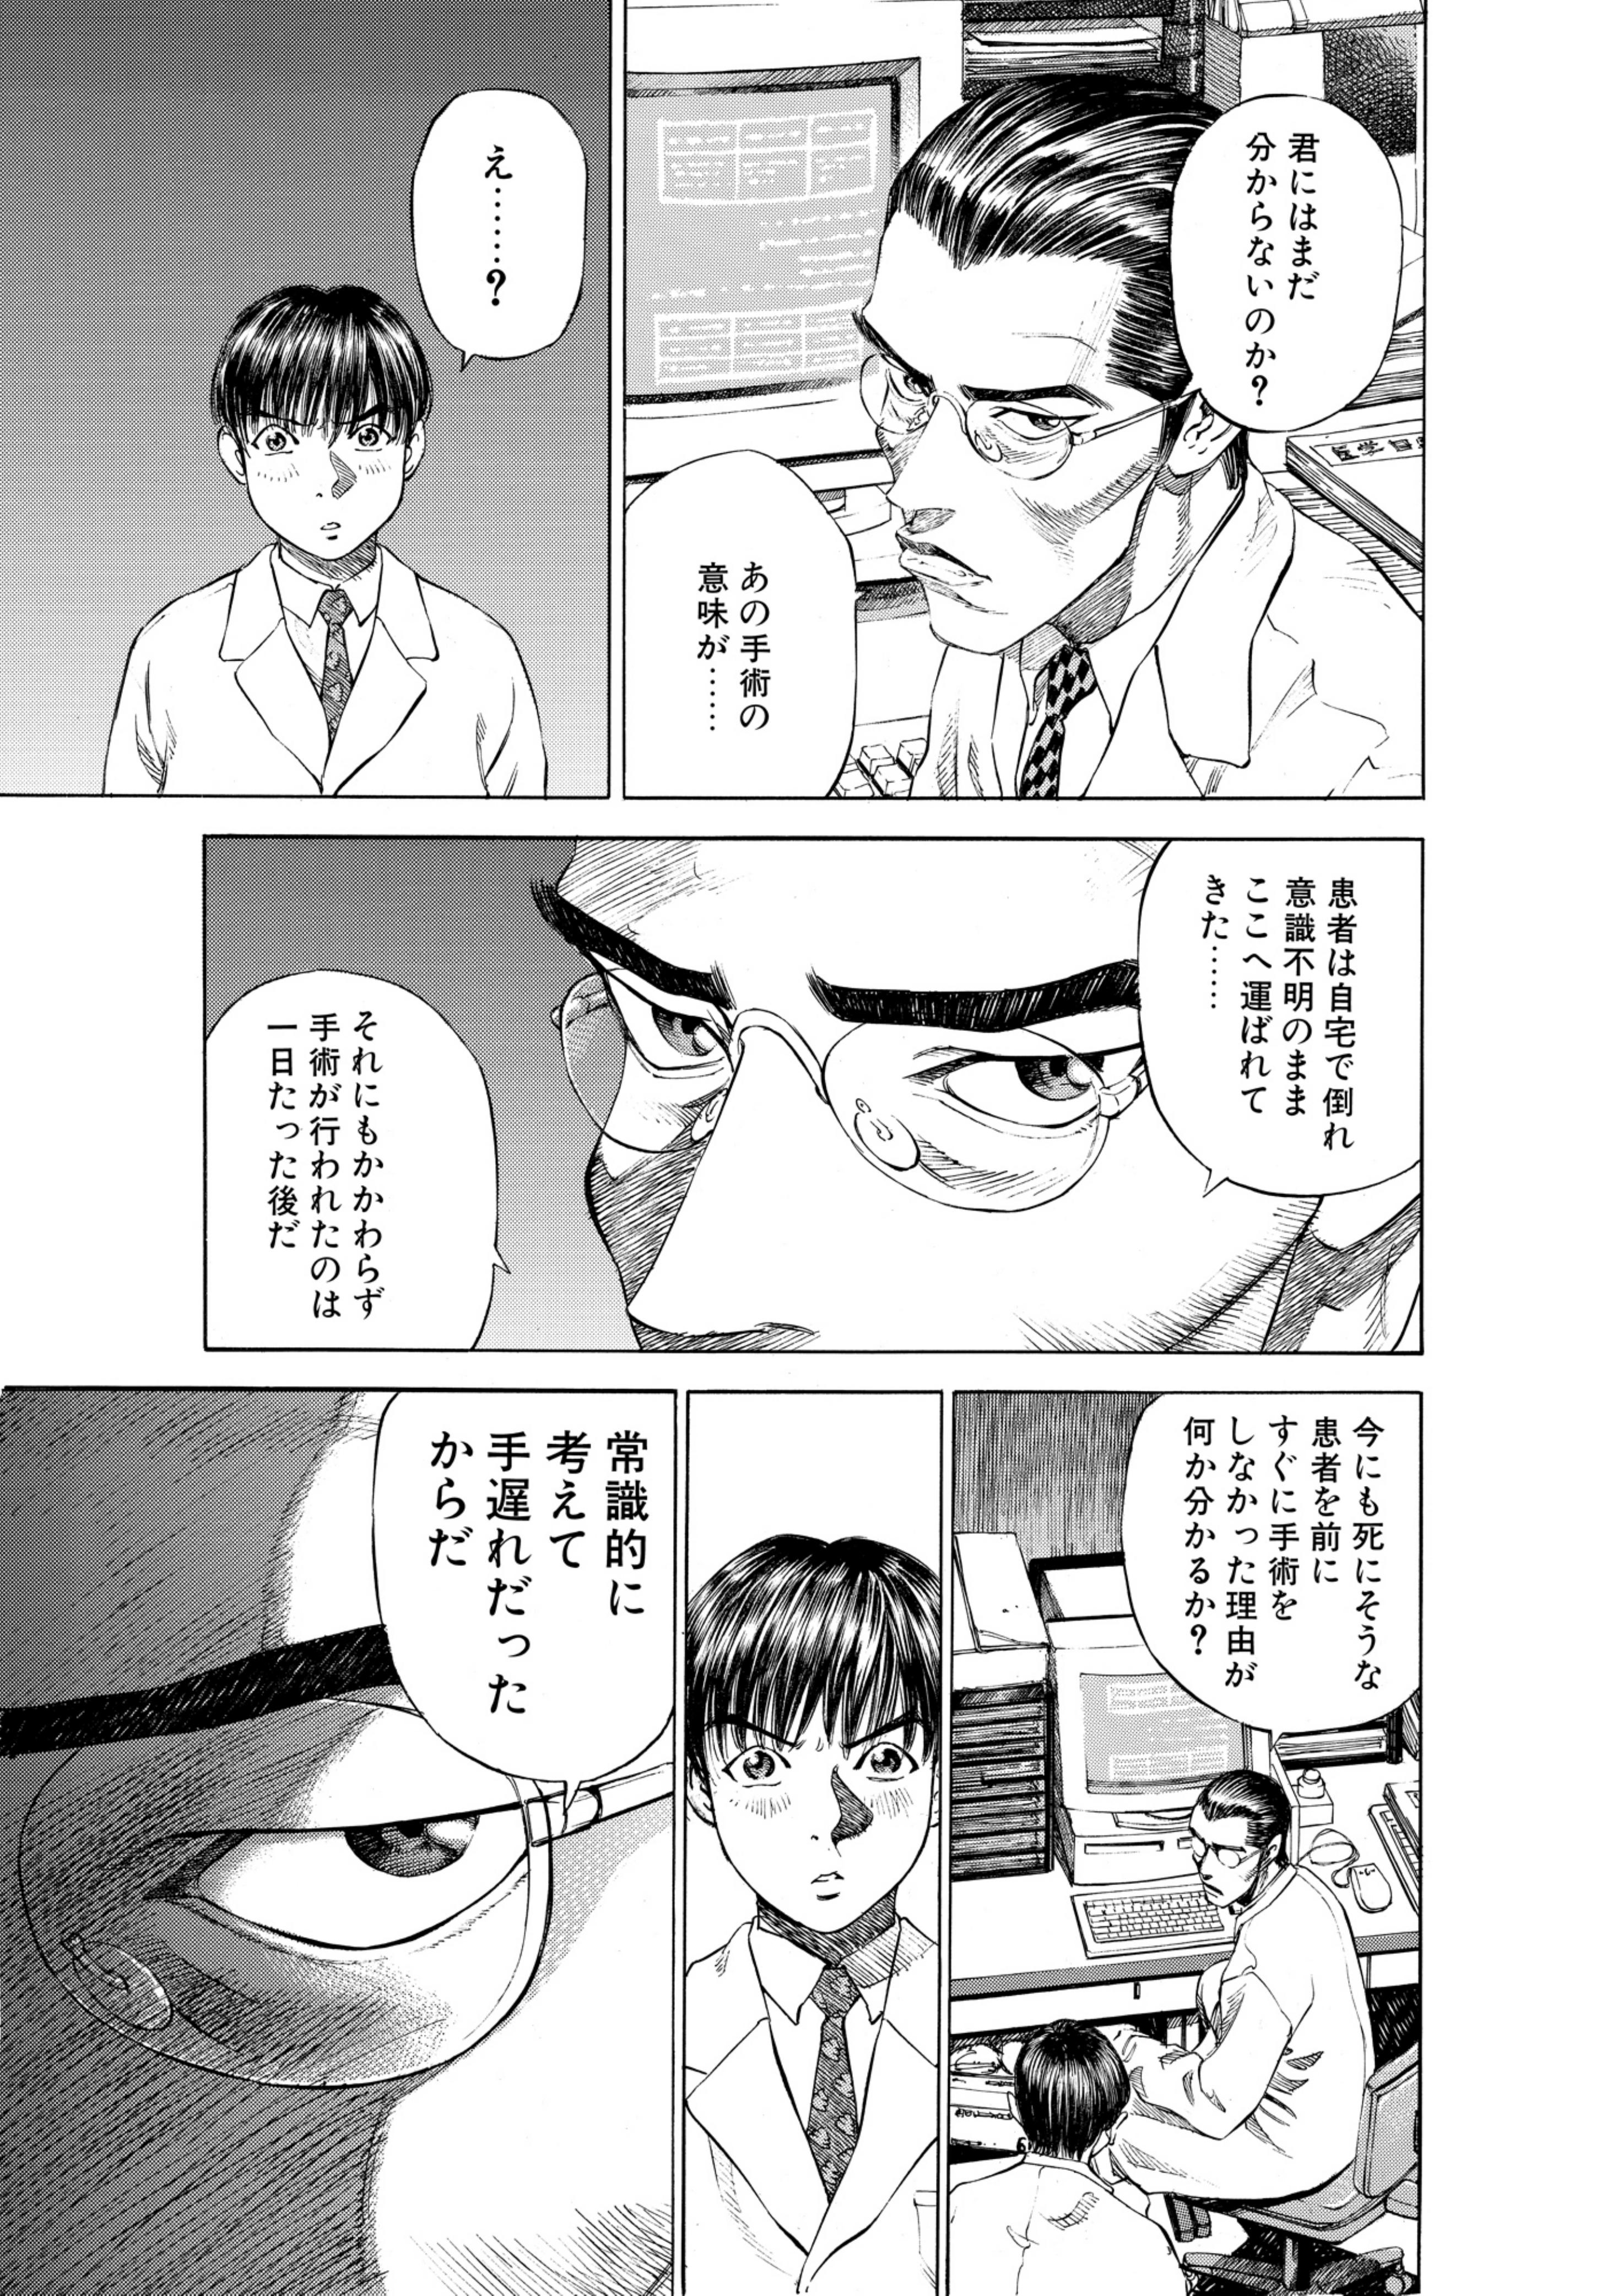 君にはまだ
分からないのか？
あの手術の
意味が……
え………？
患者は自宅で倒れ
意識不明のまま
ここへ運ばれて
きた……
それにもかかわらず
手術が行われたのは
一日たった後だ
今にも死にそうな
患者を前に
すぐに手術を
しなかった理由が
何か分かるか？
常識的に
考えて
手遅れだった
からだ